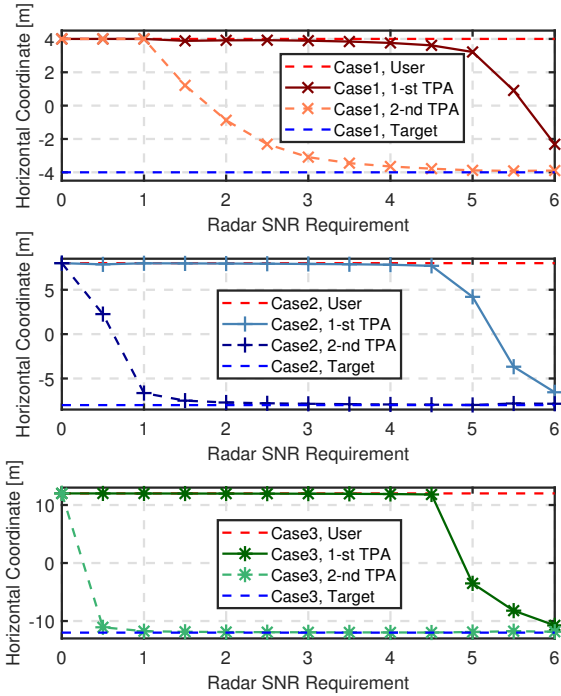 Horizontal Coordinate [m]
4
2
0
-2
-4
Case1, User
Case1, 1-st TPA
Case1, 2-nd TPA
Case1, Target
0 1 2 3 4 5 6
Radar SNR Requirement
Horizontal Coordinate [m]
5
0
-5
Case2, User
Case2, 1-st TPA
Case2, 2-nd TPA
Case2, Target
0 1 2 3 4 5 6
Radar SNR Requirement
Horizontal Coordinate [m]
10
0
-10
Case3, User
Case3, 1-st TPA
Case3, 2-nd TPA
Case3, Target
0 1 2 3 4 5 6
Radar SNR Requirement